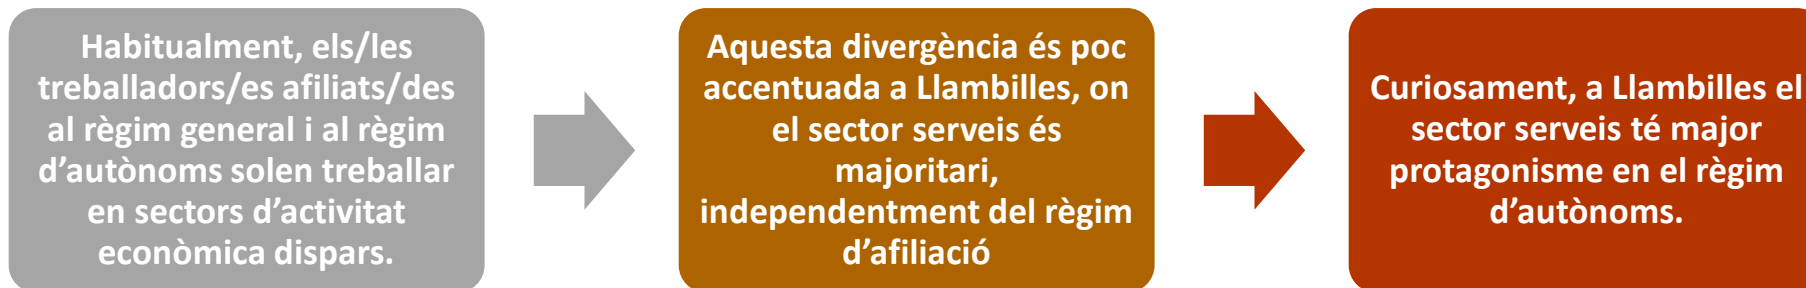 Habitualment, els/les
treballadors/es afiliats/des
al règim general i al règim
d’autònoms solen treballar
en sectors d’activitat
econòmica dispars.
Aquesta divergència és poc
accentuada a Llambilles, on
el sector serveis és
majoritari,
independentment del règim
d’afiliació
Curiosament, a Llambilles el
sector serveis té major
protagonisme en el règim
d’autònoms.